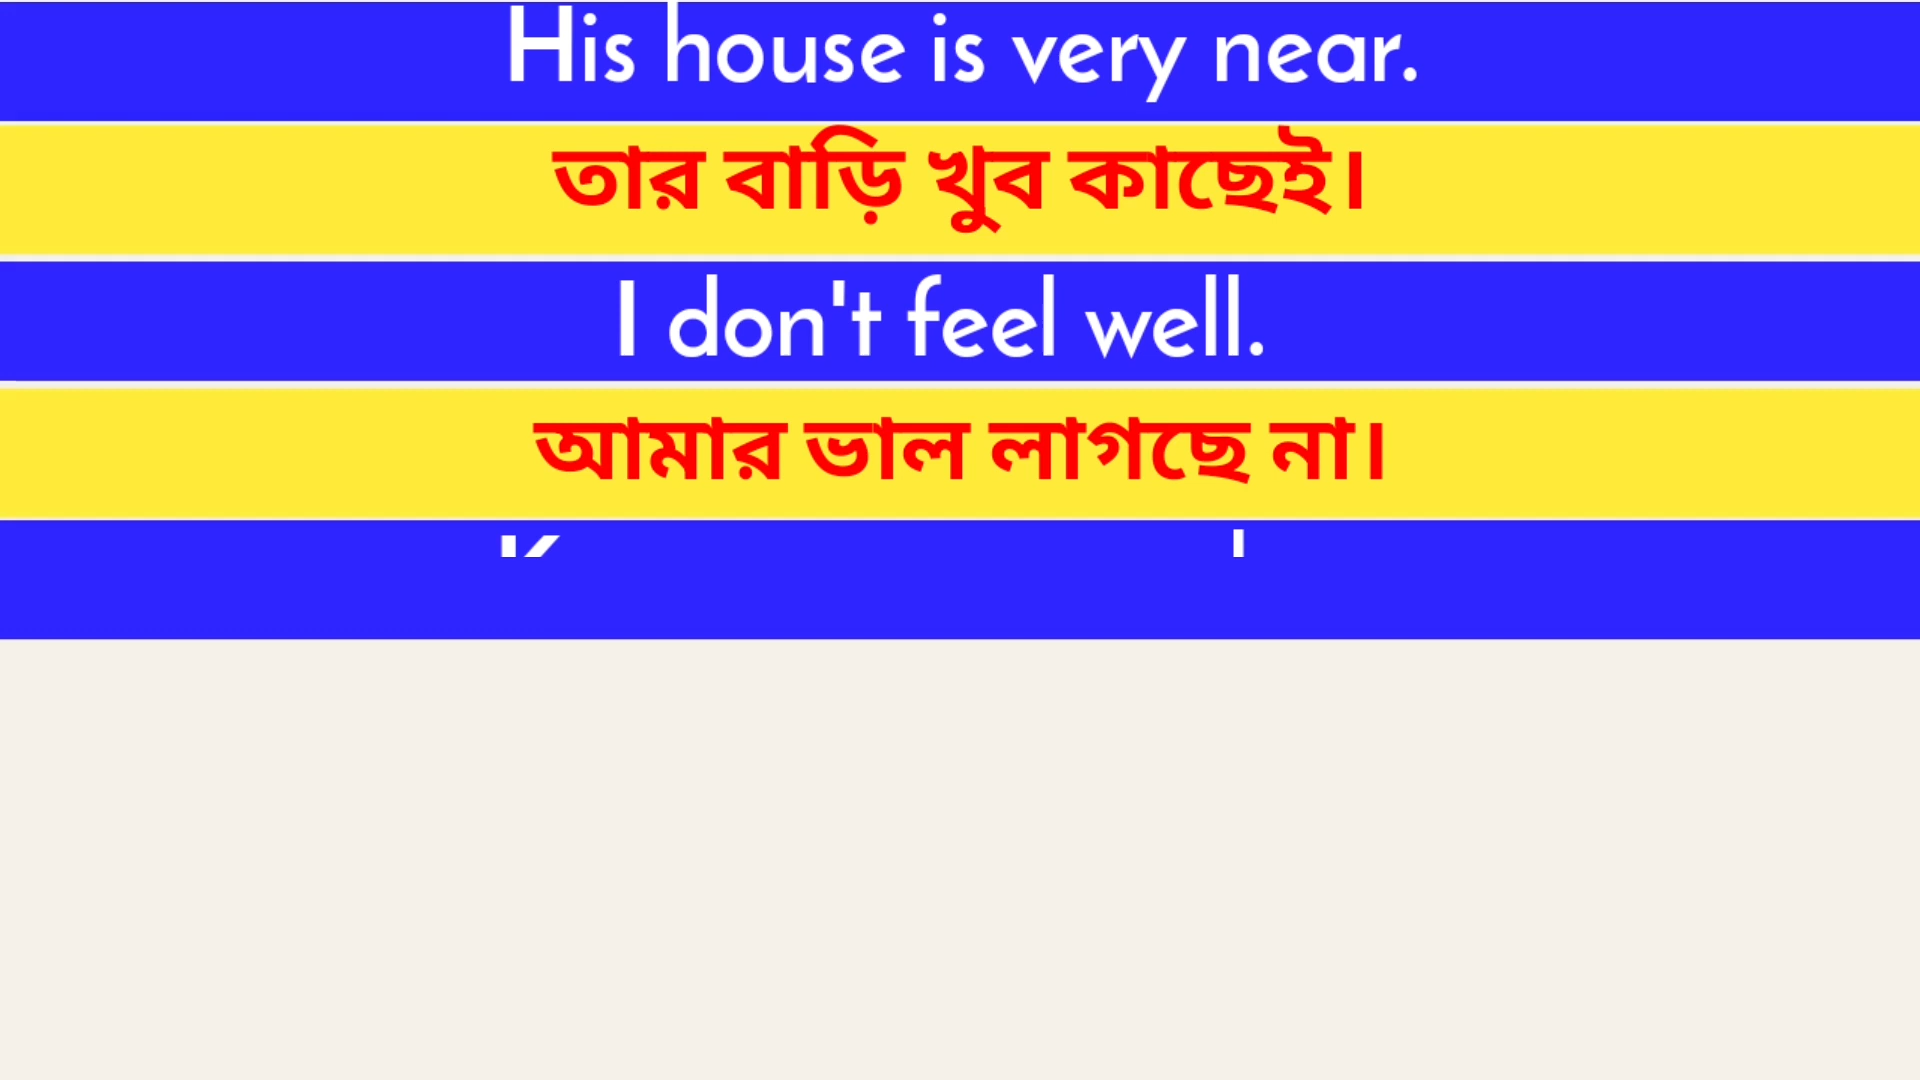 His house is very near.
তার বাড়ি খুব কাছেই।
I don't feel well.
আমার ভাল লাগছে না।